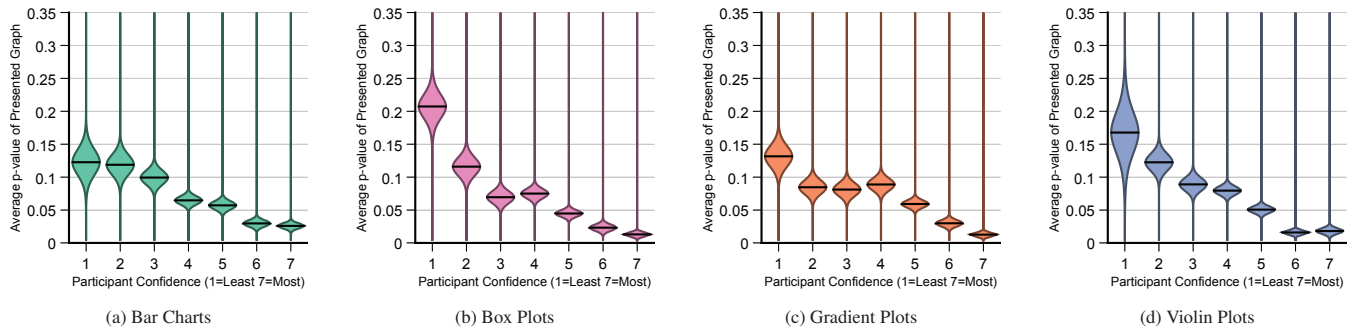 Average p-value of Presented Graph
0.35
0.3
0.25
0.2
0.15
0.1
0.05
0
1 2 3 4 5 6 7
Participant Confidence (1=Least 7=Most)
(a) Bar Charts
Average p-value of Presented Graph
0.35
0.3
0.25
0.2
0.15
0.1
0.05
0
1 2 3 4 5 6 7
Participant Confidence (1=Least 7=Most)
(b) Box Plots
Average p-value of Presented Graph
0.35
0.3
0.25
0.2
0.15
0.1
0.05
0
1 2 3 4 5 6 7
Participant Confidence (1=Least 7=Most)
(c) Gradient Plots
Average p-value of Presented Graph
0.35
0.3
0.25
0.2
0.15
0.1
0.05
0
1 2 3 4 5 6 7
Participant Confidence (1=Least 7=Most)
(d) Violin Plots